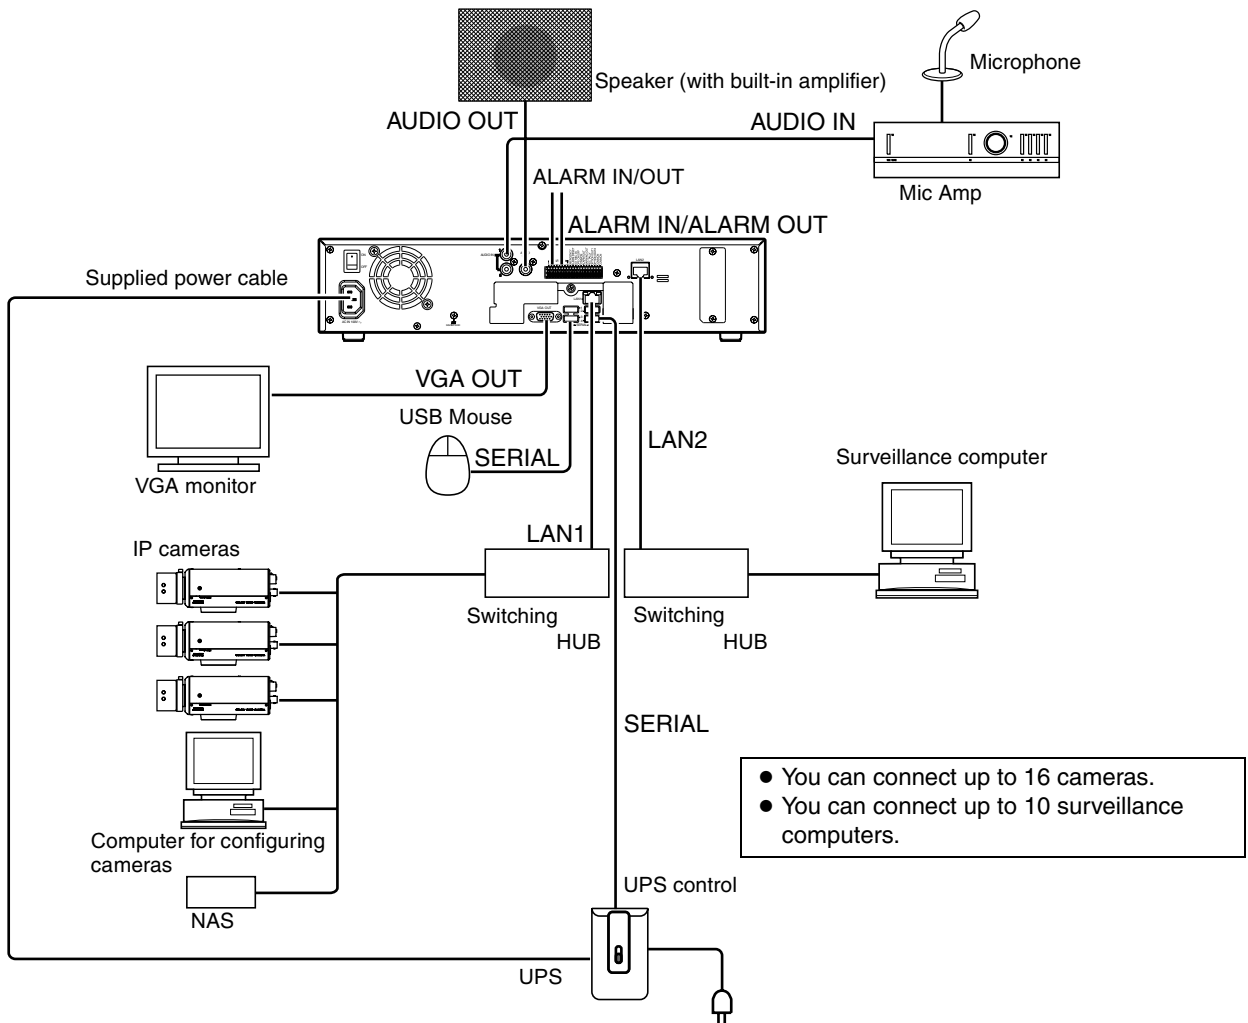 Microphone
Speaker (with built-in amplifier)
AUDIO OUT
AUDIO IN
ALARM IN/OUT
Mic Amp
ALARM IN/ALARM OUT
Supplied power cable
VGA OUT
USB Mouse
SERIAL
LAN2
VGA monitor
Surveillance computer
LAN1
IP cameras
Switching
HUB
Switching
HUB
SERIAL
● You can connect up to 16 cameras.
● You can connect up to 10 surveillance
computers.
Computer for configuring
cameras
UPS control
NAS
UPS